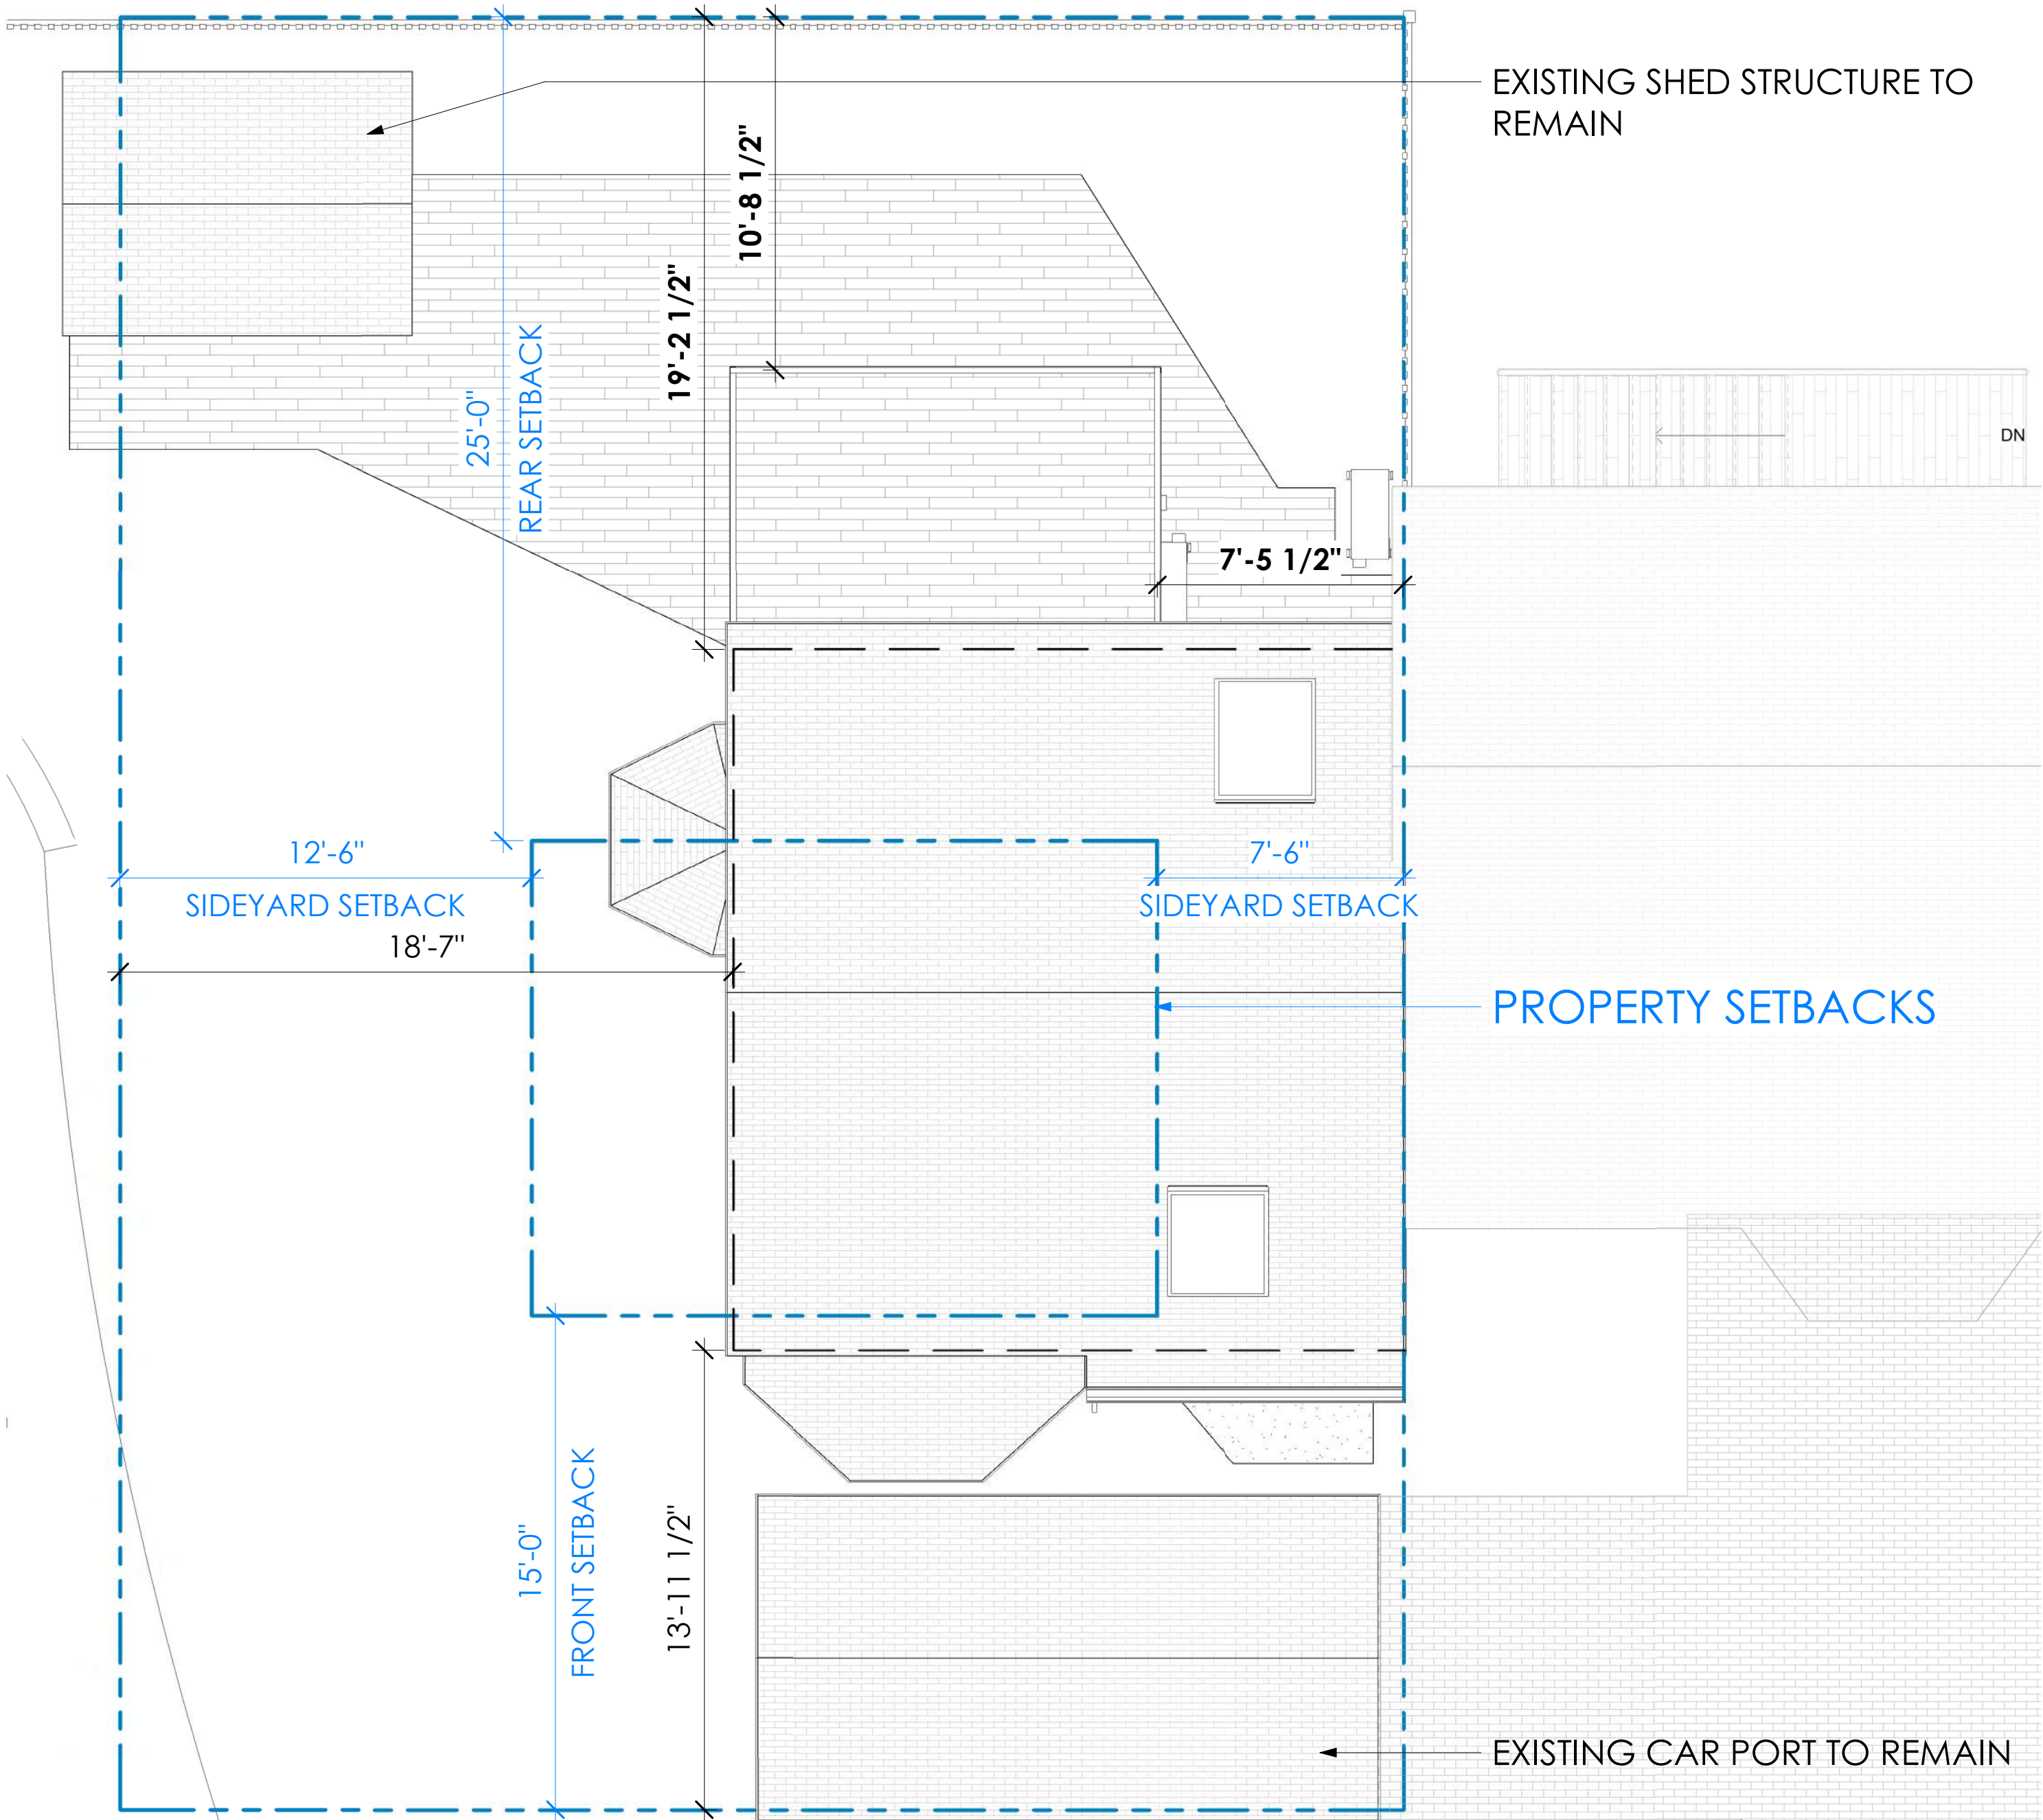 EXISTING SHED STRUCTURE TO
REMAIN
10'-8 1/2"
19'-2 1/2"
25'-0"
REAR SETBACK
DN
7'-5 1/2"
12'-6"
SIDEYARD SETBACK
7'-6"
SIDEYARD SETBACK
18'-7"
PROPERTY SETBACKS
15'-0"
FRONT SETBACK
13'-11 1/2"
EXISTING CAR PORT TO REMAIN